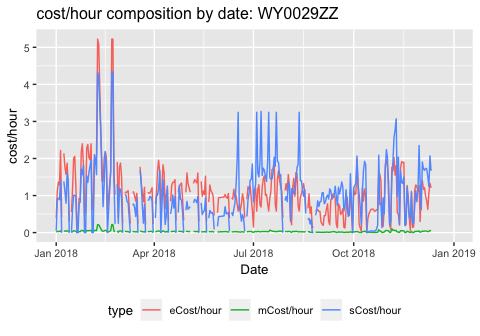 cost/hour composition by date: WY0029ZZ
5
4
3
2
1
0
cost/hour
Jan 2018 Apr 2018 Jul 2018 Oct 2018 Jan 2019
Date
type eCost/hour mCost/hour sCost/hour